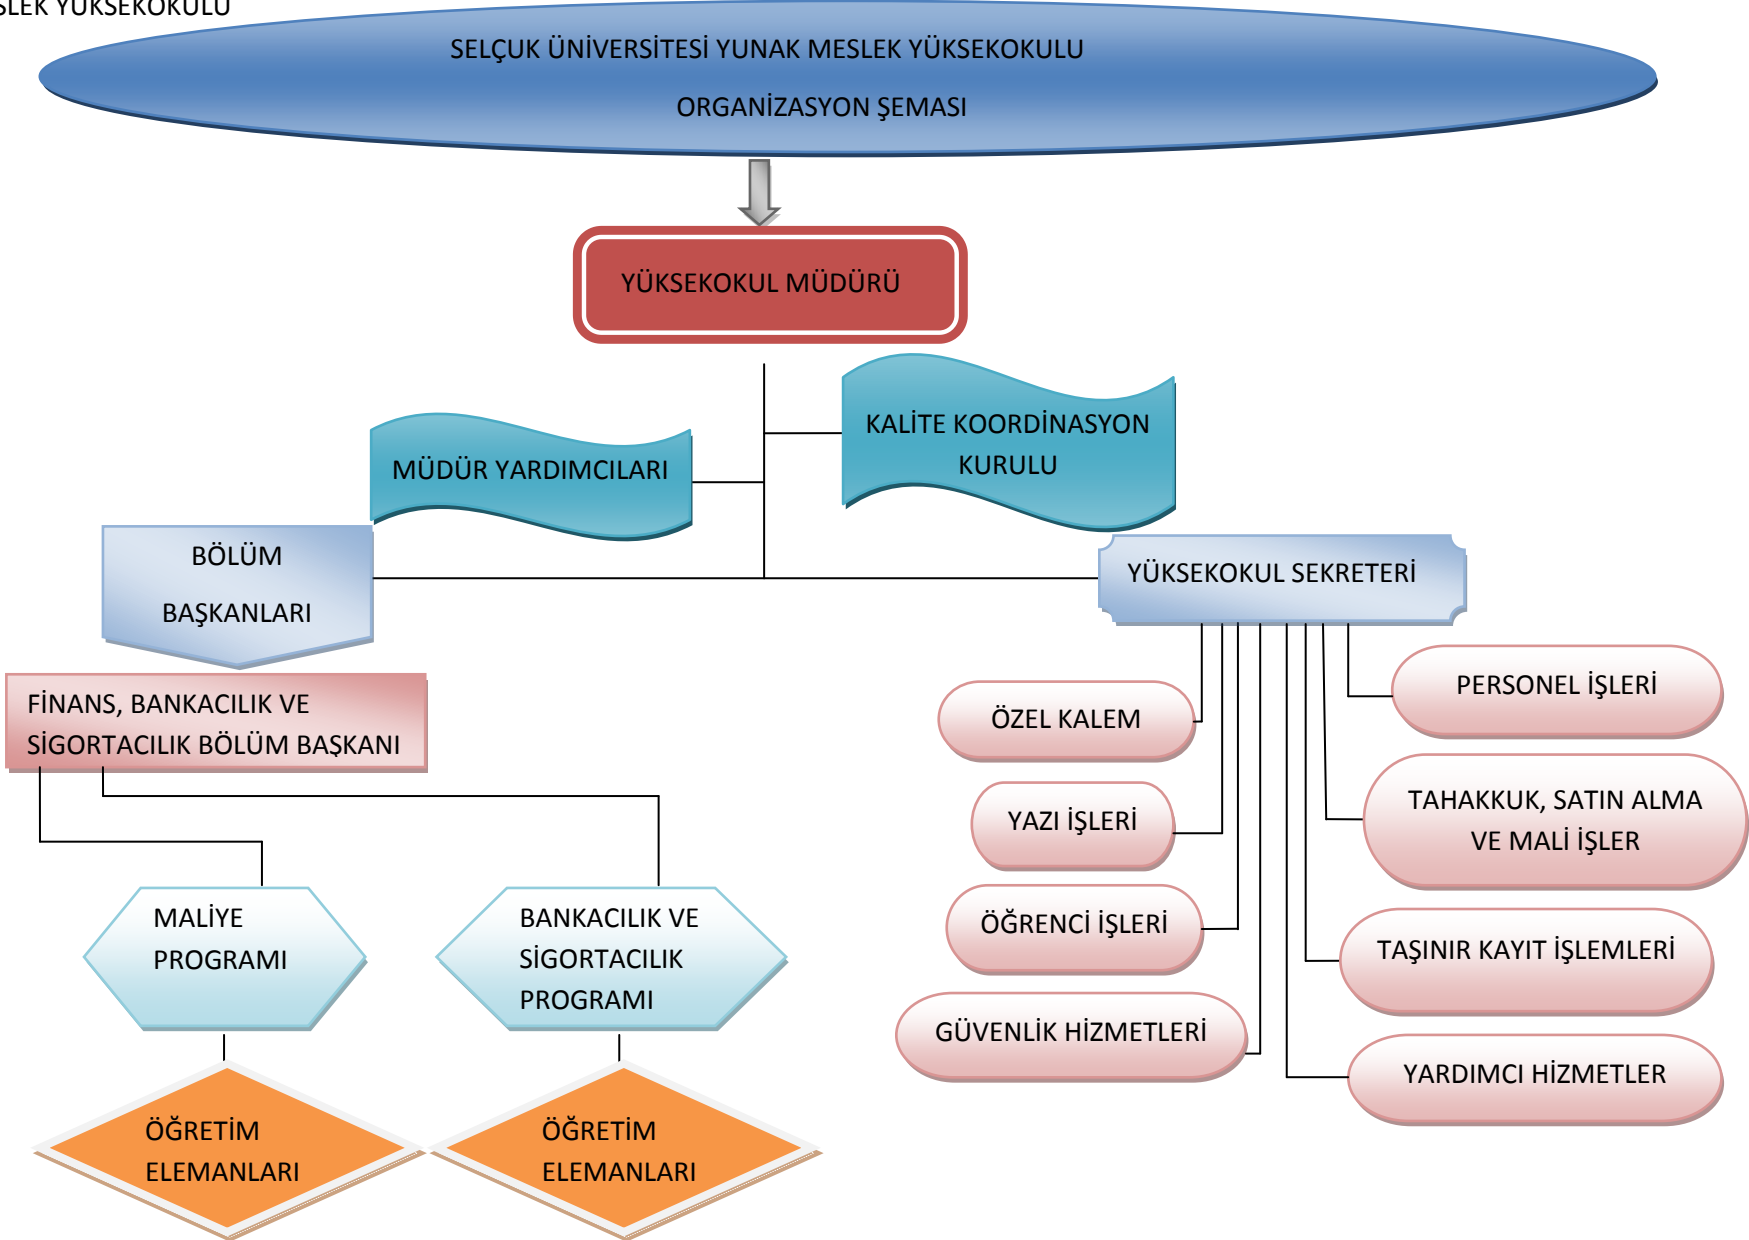 YÜKSEKOKULU
SELÇUK ÜNİVERSİTESİ YUNAK MESLEK YÜKSEKOKULU
ORGANİZASYON ŞEMASI
YÜKSEKOKUL MÜDÜRÜ
KALİTE KOORDİNASYON
KURULU
MÜDÜR YARDIMCILARI
BÖLÜM
BAŞKANLARI
YÜKSEKOKUL SEKRETERİ
FİNANS, BANKACILIK VE
SİGORTACILIK BÖLÜM BAŞKANI
MALİYE
PROGRAMI
BANKACILIK VE
SİGORTACILIK
PROGRAMI
ÖĞRETİM
ELEMANLARI
ÖĞRETİM
ELEMANLARI
ÖZEL KALEM
YAZI İŞLERİ
ÖĞRENCİ İŞLERİ
GÜVENLİK HİZMETLERİ
PERSONEL İŞLERİ
TAHAKKUK, SATIN ALMA
VE MALİ İŞLER
TAŞINIR KAYIT İŞLEMLERİ
YARDIMCI HİZMETLER